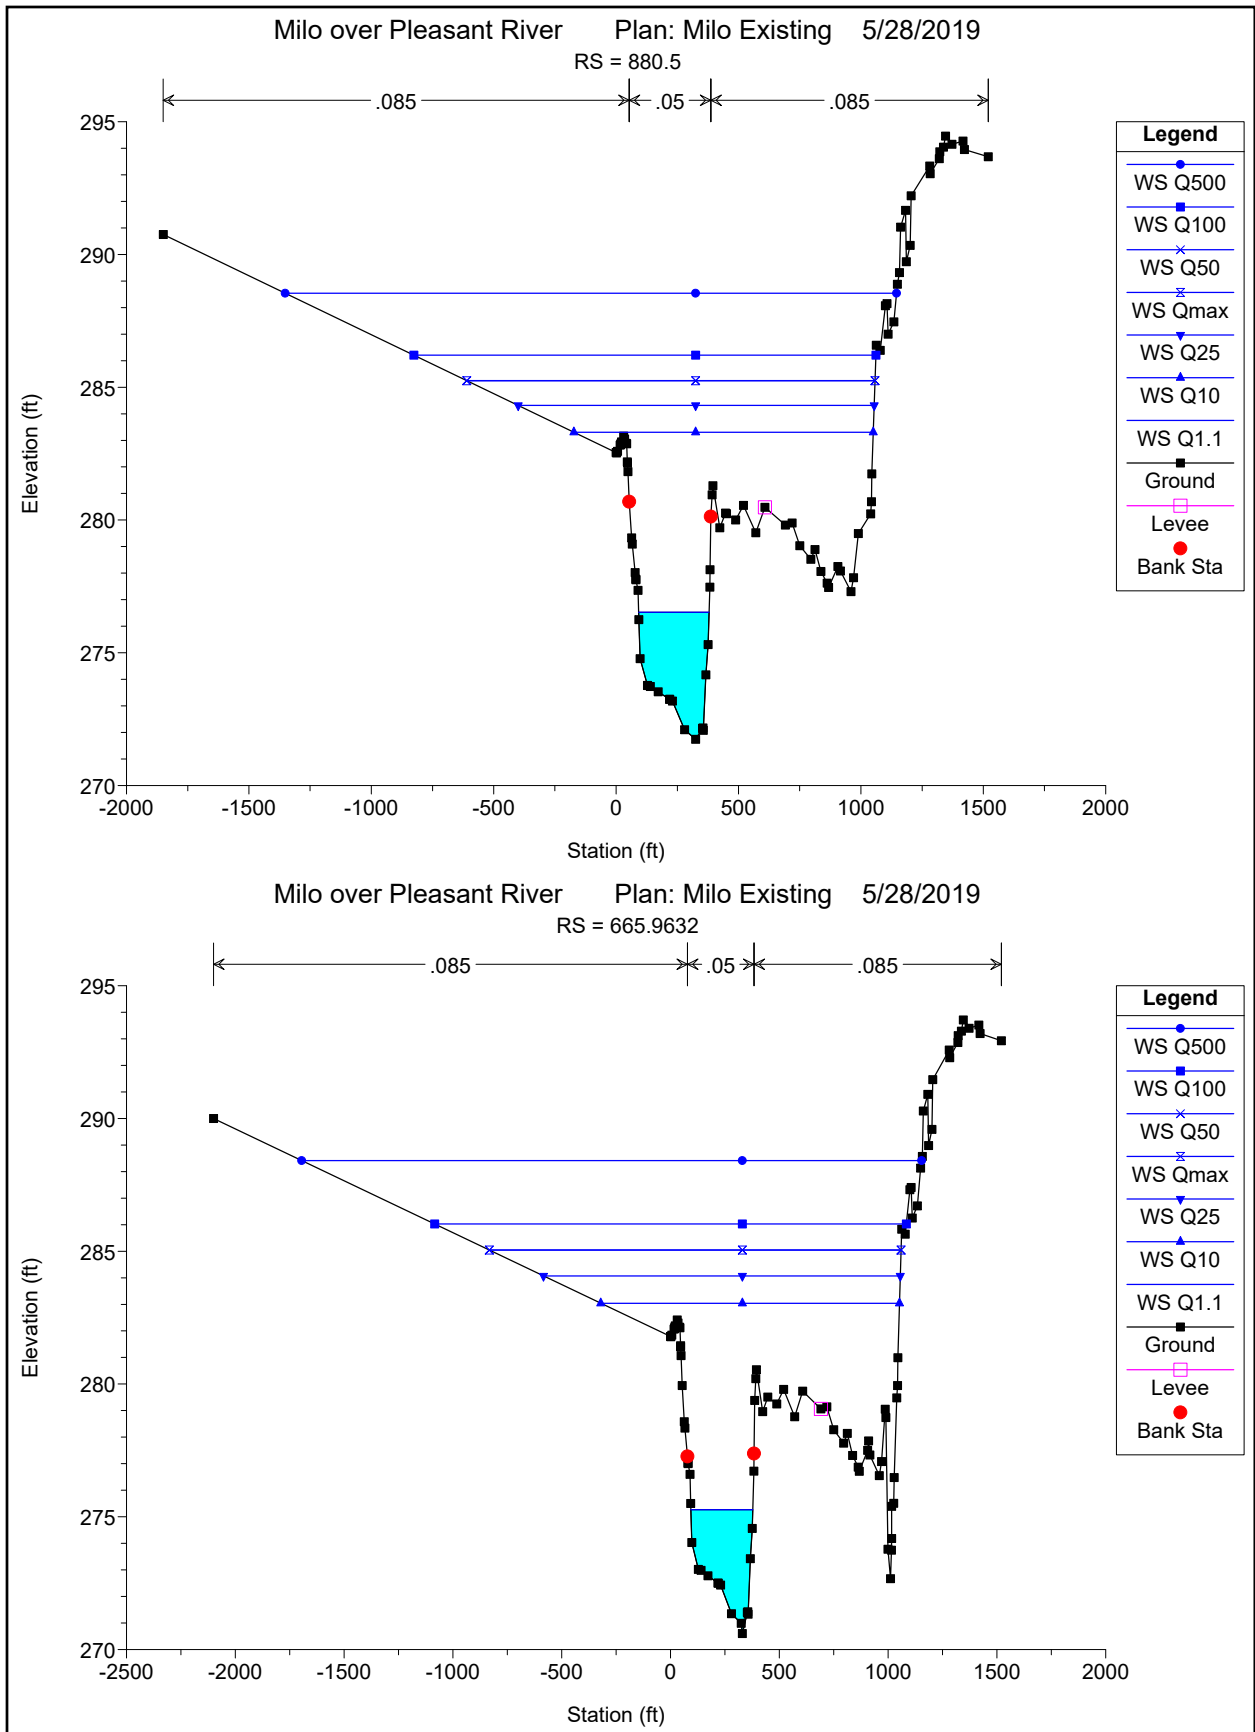 Milo over Pleasant River Plan: Milo Existing 5/28/2019
RS = 880.5
.085 .05 .085
295
290
285
280
275
270
Elevation (ft)
-2000 -1500 -1000 -500 0 500 1000 1500 2000
Station (ft)
Legend
WS Q500
WS Q100
WS Q50
WS Qmax
WS Q25
WS Q10
WS Q1.1
Ground
Levee
Bank Sta
Milo over Pleasant River Plan: Milo Existing 5/28/2019
RS = 665.9632
.085 .05 .085
295
290
285
280
275
270
Elevation (ft)
-2500 -2000 -1500 -1000 -500 0 500 1000 1500 2000
Station (ft)
Legend
WS Q500
WS Q100
WS Q50
WS Qmax
WS Q25
WS Q10
WS Q1.1
Ground
Levee
Bank Sta